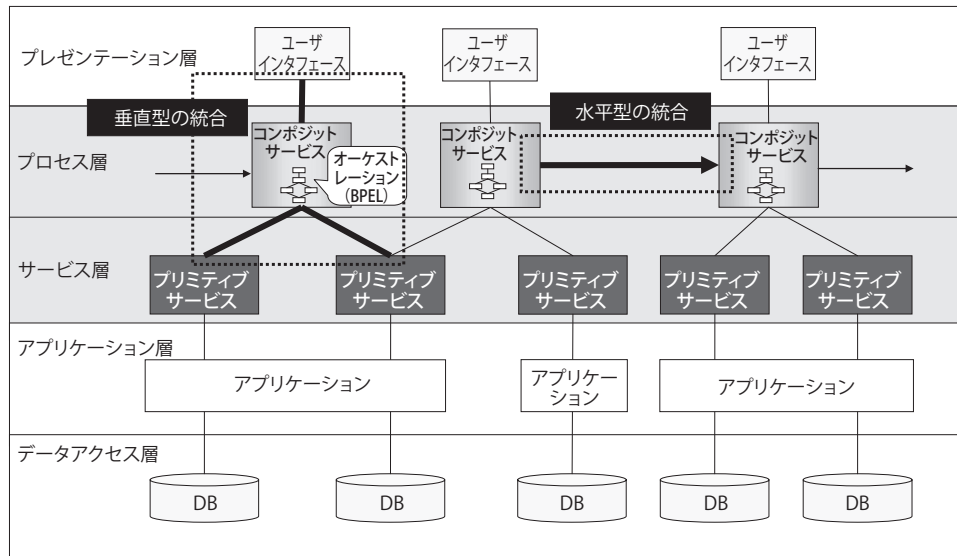 プレゼンテーション層
ユーザ
インタフェース
ユーザ
インタフェース
ユーザ
インタフェース
垂直型の統合
水平型の統合
プロセス層
コンポジット
サービス
オーケスト
レーション
(BPEL)
コンポジット
サービス
コンポジット
サービス
サービス層
プリミティブ
サービス
プリミティブ
サービス
プリミティブ
サービス
プリミティブ
サービス
プリミティブ
サービス
アプリケーション層
アプリケーション
アプリケー
ション
アプリケーション
データアクセス層
DB
DB
DB
DB
DB